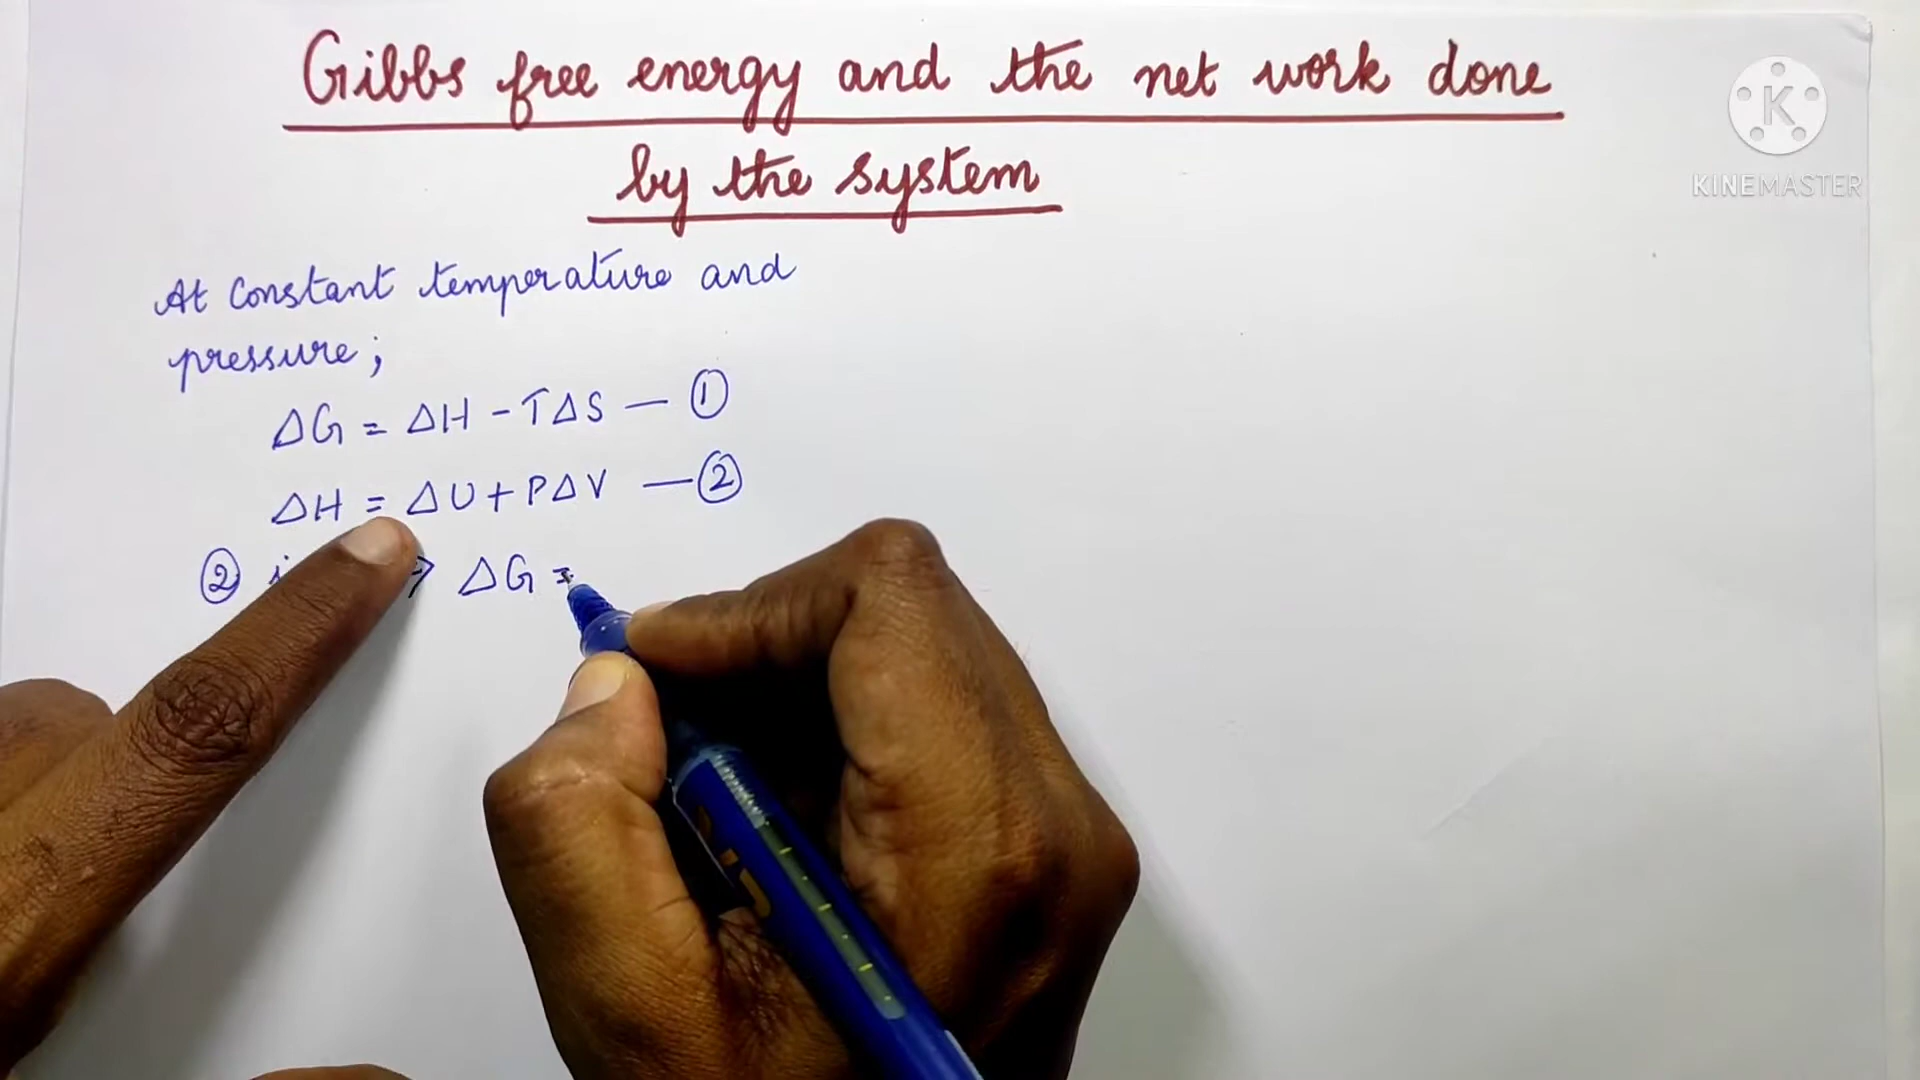 Gibbs free energy and the net work done
by the system
KINEMASTER
At constant temperature and
pressure;
ΔG = ΔH - TΔS — ①
ΔH = ΔU + PΔV — ②
② ⇒ ΔG =